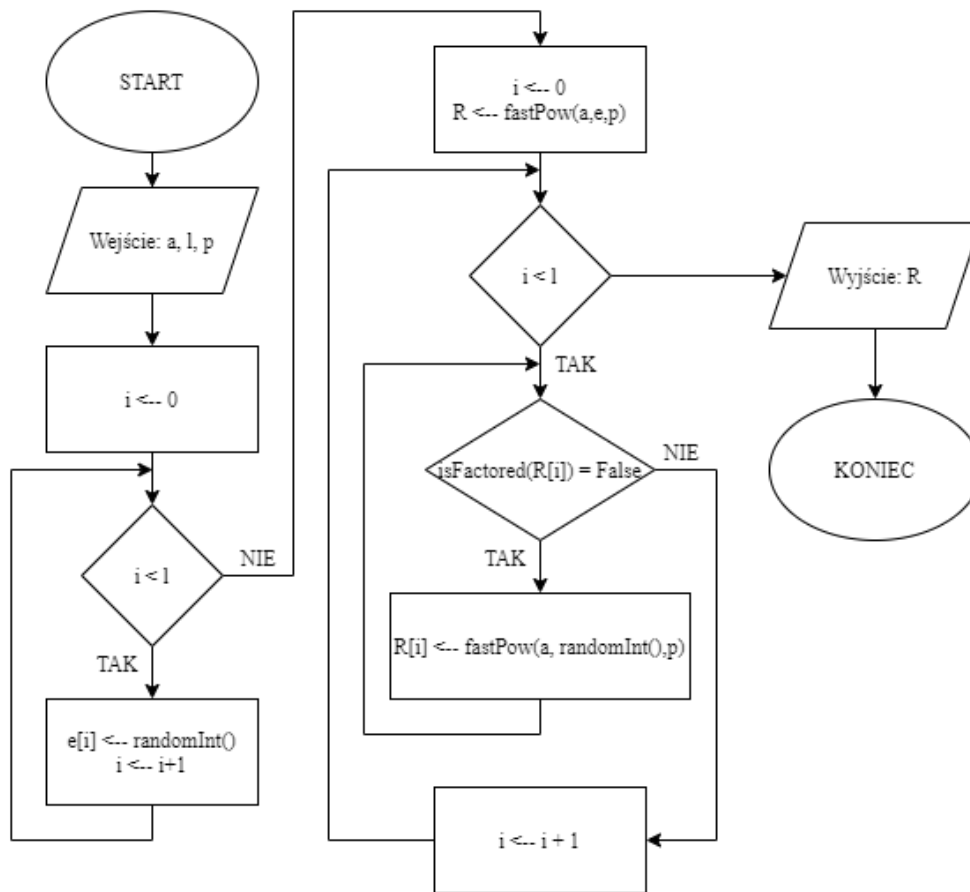 START
Wejście: a, l, p
i <-- 0
i < l
NIE
TAK
e[i] <-- randomInt()
i <-- i+1
i <-- 0
R <-- fastPow(a,e,p)
i < l
TAK
isFactored(R[i]) = False
NIE
TAK
R[i] <-- fastPow(a, randomInt(),p)
i <-- i + 1
Wyjście: R
KONIEC